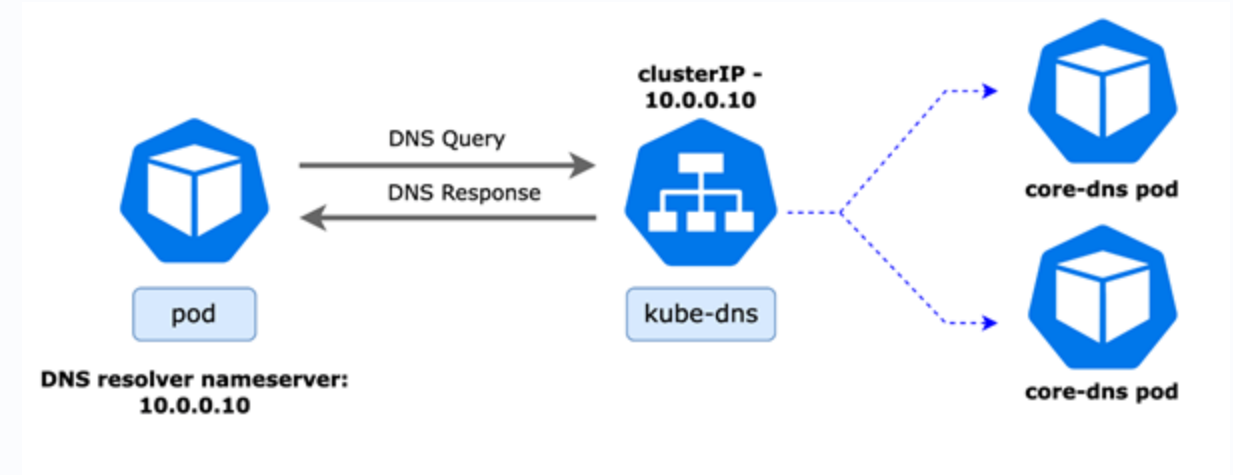 clusterIP -
10.0.0.10
DNS Query
DNS Response
core-dns pod
pod
kube-dns
DNS resolver nameserver:
10.0.0.10
core-dns pod